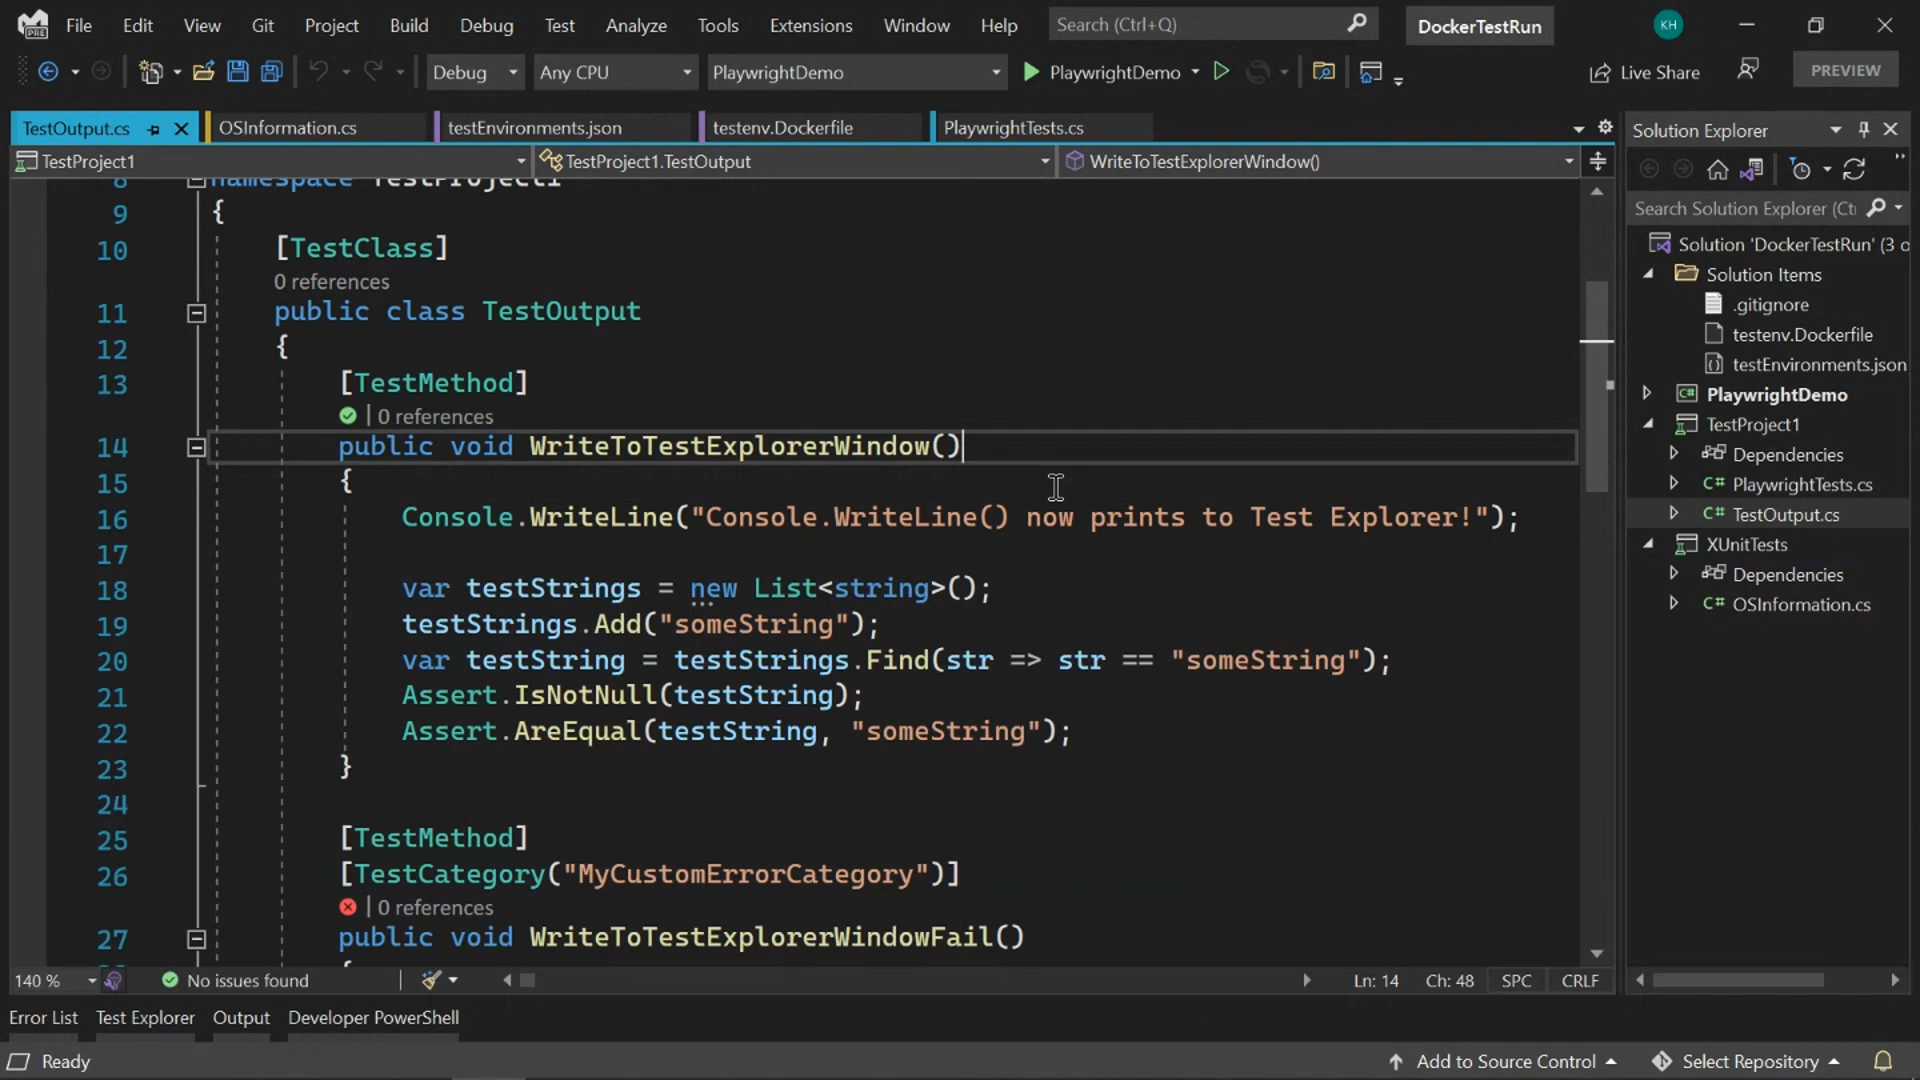 PRE File Edit View Git Project Build Debug Test Analyze Tools Extensions Window Help Search (Ctrl+Q) DockerTestRun KH
Debug Any CPU PlaywrightDemo PlaywrightDemo Live Share PREVIEW
TestOutput.cs OSInformation.cs testEnvironments.json testenv.Dockerfile PlaywrightTests.cs
TestProject1 TestProject1.TestOutput WriteToTestExplorerWindow()
8 namespace TestProject1
9 {
10 [TestClass]
0 references
11 public class TestOutput
12 {
13 [TestMethod]
| 0 references
14 public void WriteToTestExplorerWindow()
15 {
16 Console.WriteLine("Console.WriteLine() now prints to Test Explorer!");
17
18 var testStrings = new List<string>();
19 testStrings.Add("someString");
20 var testString = testStrings.Find(str => str == "someString");
21 Assert.IsNotNull(testString);
22 Assert.AreEqual(testString, "someString");
23 }
24
25 [TestMethod]
26 [TestCategory("MyCustomErrorCategory")]
| 0 references
27 public void WriteToTestExplorerWindowFail()
{
140 % No issues found Ln: 14 Ch: 48 SPC CRLF
Solution Explorer
Search Solution Explorer (Ct
Solution 'DockerTestRun' (3 o
Solution Items
.gitignore
testenv.Dockerfile
testEnvironments.json
PlaywrightDemo
TestProject1
Dependencies
C# PlaywrightTests.cs
C# TestOutput.cs
XUnitTests
Dependencies
C# OSInformation.cs
Error List Test Explorer Output Developer PowerShell
Ready Add to Source Control Select Repository